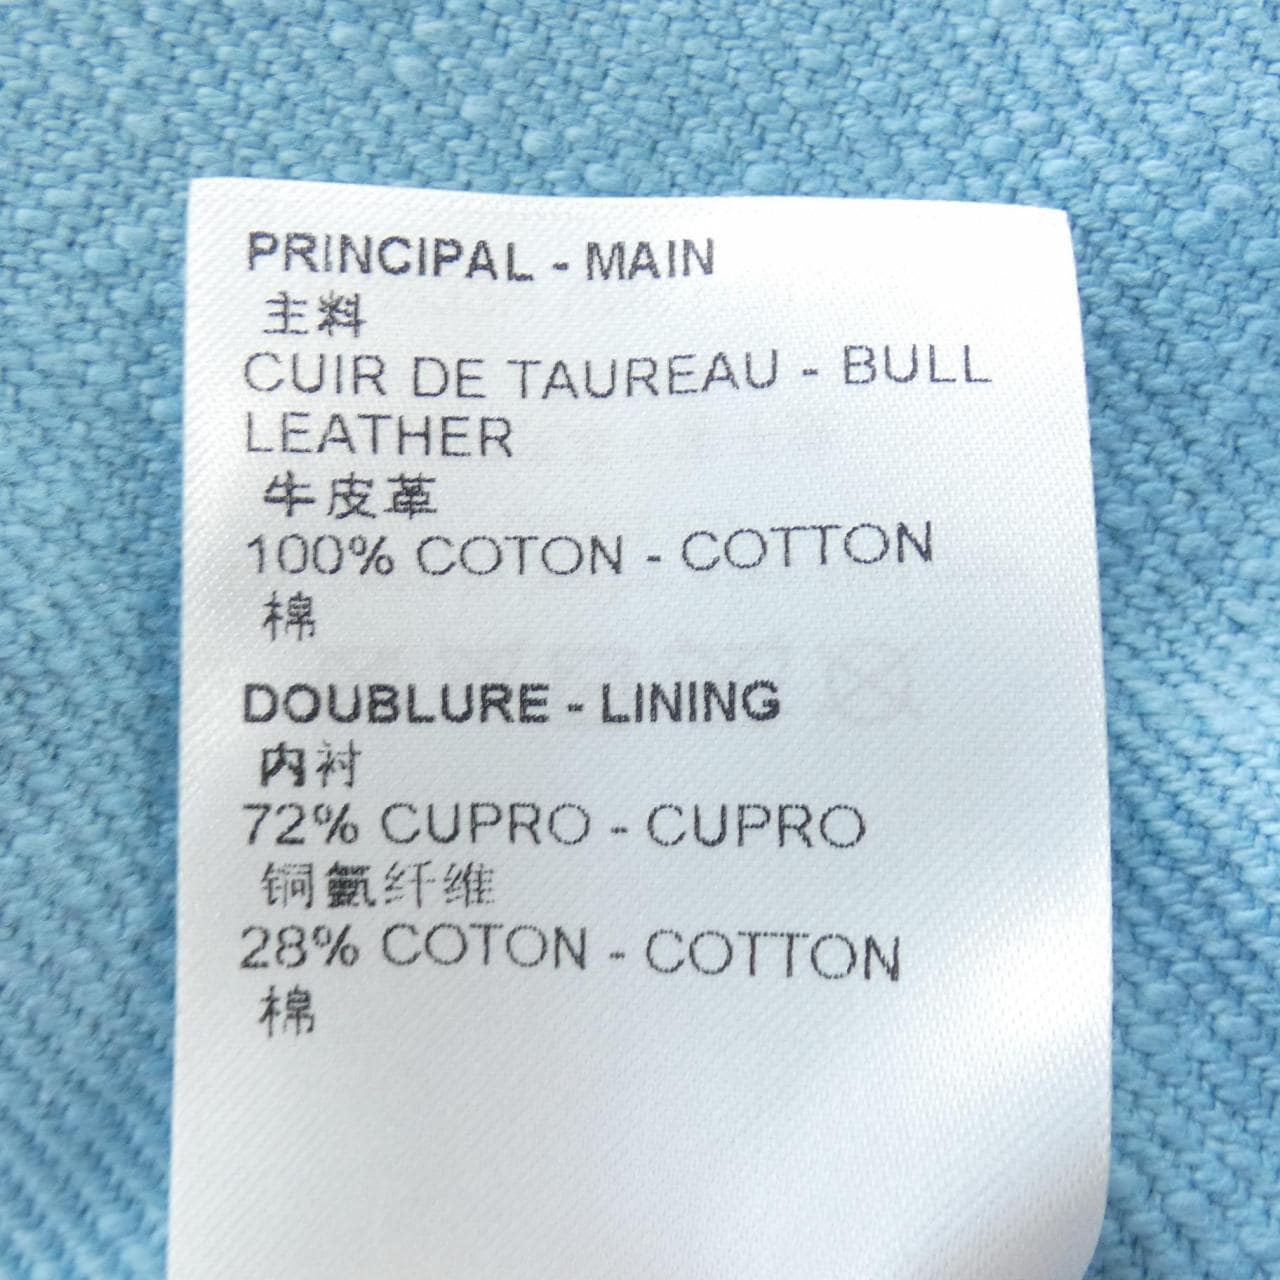 PRINCIPAL - MAIN
主料
CUIR DE TAUREAU - BULL
LEATHER
牛皮革
100% COTON - COTTON
棉
DOUBLURE - LINING
内衬
72% CUPRO - CUPRO
铜氨纤维
28% COTON - COTTON
棉